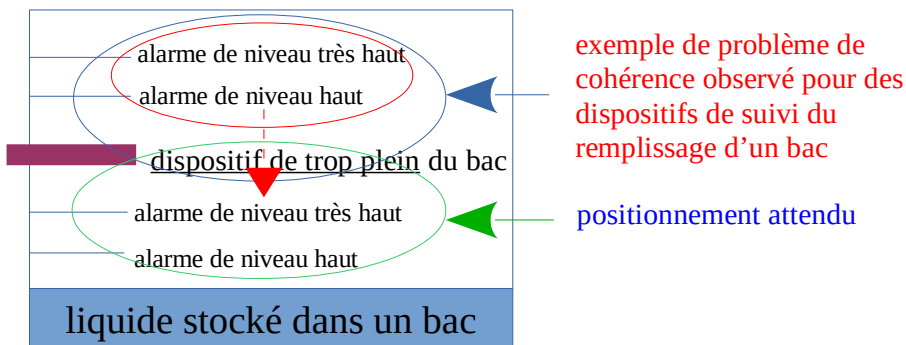 alarme de niveau très haut
alarme de niveau haut
dispositif de trop plein du bac
alarme de niveau très haut
alarme de niveau haut
liquide stocké dans un bac
exemple de problème de
cohérence observé pour des
dispositifs de suivi du
remplissage d’un bac
positionnement attendu